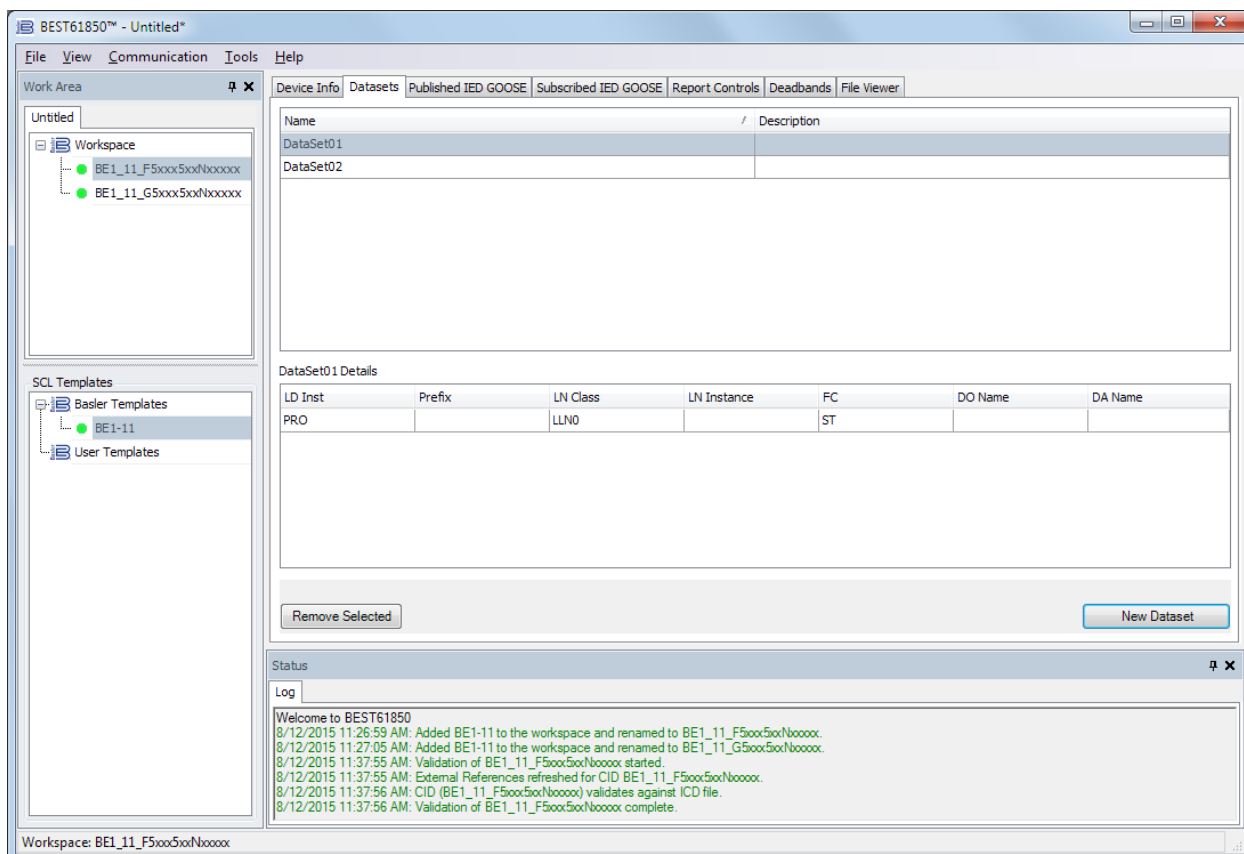 BEST61850™ - Untitled*
File View Communication Tools Help
Work Area
Untitled
Workspace
BE1_11_F5xxx5xxNxxxxx
BE1_11_G5xxx5xxNxxxxx
SCL Templates
Basler Templates
BE1-11
User Templates
Device Info Datasets Published IED GOOSE Subscribed IED GOOSE Report Controls Deadbands File Viewer
Name / Description
DataSet01
DataSet02
DataSet01 Details
LD Inst Prefix LN Class LN Instance FC DO Name DA Name
PRO LLN0 ST
Remove Selected New Dataset
Status
Log
Welcome to BEST61850
8/12/2015 11:26:59 AM: Added BE1-11 to the workspace and renamed to BE1_11_F5xxx5xxNxxxxx.
8/12/2015 11:27:05 AM: Added BE1-11 to the workspace and renamed to BE1_11_G5xxx5xxNxxxxx.
8/12/2015 11:37:55 AM: Validation of BE1_11_F5xxx5xxNxxxxx started.
8/12/2015 11:37:55 AM: External References refreshed for CID BE1_11_F5xxx5xxNxxxxx.
8/12/2015 11:37:56 AM: CID (BE1_11_F5xxx5xxNxxxxx) validates against ICD file.
8/12/2015 11:37:56 AM: Validation of BE1_11_F5xxx5xxNxxxxx complete.
Workspace: BE1_11_F5xxx5xxNxxxxx